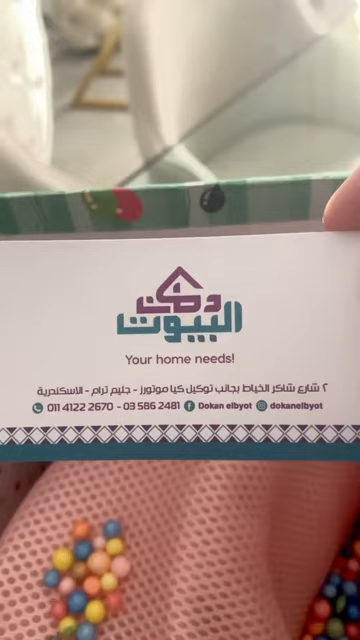 دكان
البيوت
Your home needs!
٢ شارع شاكر الخياط بجانب توكيل كيا موتورز - جليم ترام - الاسكندرية
011 4122 2670 - 03 586 2481 Dokan elbyot dokanelbyot